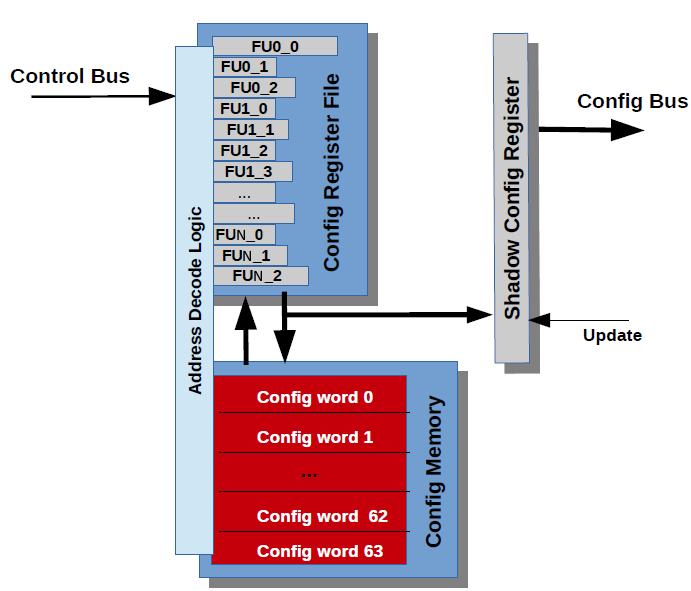 Control Bus
Address Decode Logic
FU0_0
FU0_1
FU0_2
FU1_0
FU1_1
FU1_2
FU1_3
...
...
FUN_0
FUN_1
FUN_2
Config Register File
Shadow Config Register
Config Bus
Update
Config word 0
Config word 1
...
Config word 62
Config word 63
Config Memory